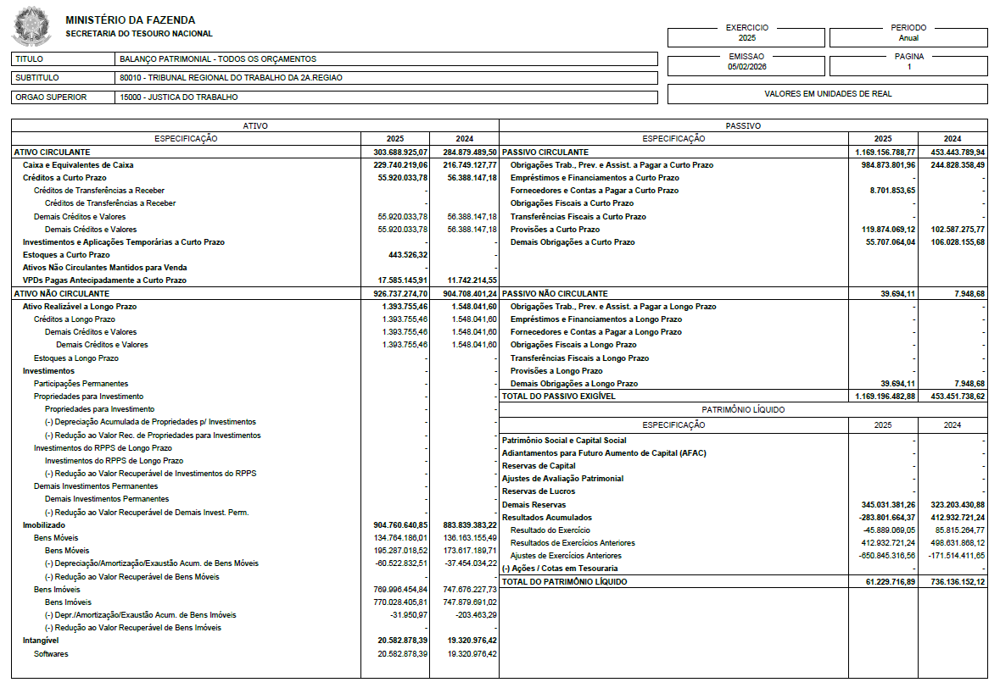 MINISTÉRIO DA FAZENDA
SECRETARIA DO TESOURO NACIONAL
EXERCICIO
2025
PERIODO
Anual
EMISSAO
05/02/2026
PAGINA
1
TITULO BALANÇO PATRIMONIAL - TODOS OS ORÇAMENTOS
SUBTITULO 80010 - TRIBUNAL REGIONAL DO TRABALHO DA 2A.REGIAO
ORGAO SUPERIOR 15000 - JUSTICA DO TRABALHO
VALORES EM UNIDADES DE REAL
ATIVO
ESPECIFICAÇÃO 2025 2024
ATIVO CIRCULANTE 303.688.925,07 284.879.489,50
Caixa e Equivalentes de Caixa 229.740.219,06 216.749.127,77
Créditos a Curto Prazo 55.920.033,78 56.388.147,18
Créditos de Transferências a Receber - -
Créditos de Transferências a Receber - -
Demais Créditos e Valores 55.920.033,78 56.388.147,18
Demais Créditos e Valores 55.920.033,78 56.388.147,18
Investimentos e Aplicações Temporárias a Curto Prazo - -
Estoques a Curto Prazo 443.526,32 -
Ativos Não Circulantes Mantidos para Venda - -
VPDs Pagas Antecipadamente a Curto Prazo 17.585.145,91 11.742.214,55
ATIVO NÃO CIRCULANTE 926.737.274,70 904.708.401,24
Ativo Realizável a Longo Prazo 1.393.755,46 1.548.041,60
Créditos a Longo Prazo 1.393.755,46 1.548.041,60
Demais Créditos e Valores 1.393.755,46 1.548.041,60
Demais Créditos e Valores 1.393.755,46 1.548.041,60
Estoques a Longo Prazo - -
Investimentos - -
Participações Permanentes - -
Propriedades para Investimento - -
Propriedades para Investimento - -
(-) Depreciação Acumulada de Propriedades p/ Investimentos - -
(-) Redução ao Valor Rec. de Propriedades para Investimentos - -
Investimentos do RPPS de Longo Prazo - -
Investimentos do RPPS de Longo Prazo - -
(-) Redução ao Valor Recuperável de Investimentos do RPPS - -
Demais Investimentos Permanentes - -
Demais Investimentos Permanentes - -
(-) Redução ao Valor Recuperável de Demais Invest. Perm. - -
Imobilizado 904.760.640,85 883.839.383,22
Bens Móveis 134.764.186,01 136.163.155,49
Bens Móveis 195.287.018,52 173.617.189,71
(-) Depreciação/Amortização/Exaustão Acum. de Bens Móveis -60.522.832,51 -37.454.034,22
(-) Redução ao Valor Recuperável de Bens Móveis - -
Bens Imóveis 769.996.454,84 747.676.227,73
Bens Imóveis 770.028.405,81 747.879.691,02
(-) Depr./Amortização/Exaustão Acum. de Bens Imóveis -31.950,97 -203.463,29
(-) Redução ao Valor Recuperável de Bens Imóveis - -
Intangível 20.582.878,39 19.320.976,42
Softwares 20.582.878,39 19.320.976,42
PASSIVO
ESPECIFICAÇÃO 2025 2024
PASSIVO CIRCULANTE 1.169.156.788,77 453.443.789,94
Obrigações Trab., Prev. e Assist. a Pagar a Curto Prazo 984.873.801,96 244.828.358,49
Empréstimos e Financiamentos a Curto Prazo - -
Fornecedores e Contas a Pagar a Curto Prazo 8.701.853,65 -
Obrigações Fiscais a Curto Prazo - -
Transferências Fiscais a Curto Prazo - -
Provisões a Curto Prazo 119.874.069,12 102.587.275,77
Demais Obrigações a Curto Prazo 55.707.064,04 106.028.155,68
PASSIVO NÃO CIRCULANTE 39.694,11 7.948,68
Obrigações Trab., Prev. e Assist. a Pagar a Longo Prazo - -
Empréstimos e Financiamentos a Longo Prazo - -
Fornecedores e Contas a Pagar a Longo Prazo - -
Obrigações Fiscais a Longo Prazo - -
Transferências Fiscais a Longo Prazo - -
Provisões a Longo Prazo - -
Demais Obrigações a Longo Prazo 39.694,11 7.948,68
TOTAL DO PASSIVO EXIGÍVEL 1.169.196.482,88 453.451.738,62
PATRIMÔNIO LÍQUIDO
ESPECIFICAÇÃO 2025 2024
Patrimônio Social e Capital Social - -
Adiantamentos para Futuro Aumento de Capital (AFAC) - -
Reservas de Capital - -
Ajustes de Avaliação Patrimonial - -
Reservas de Lucros - -
Demais Reservas 345.031.381,26 323.203.430,88
Resultados Acumulados -283.801.664,37 412.932.721,24
Resultado do Exercício -45.889.069,05 85.815.264,77
Resultados de Exercícios Anteriores 412.932.721,24 498.631.868,12
Ajustes de Exercícios Anteriores -650.845.316,56 -171.514.411,65
(-) Ações / Cotas em Tesouraria - -
TOTAL DO PATRIMÔNIO LÍQUIDO 61.229.716,89 736.136.152,12